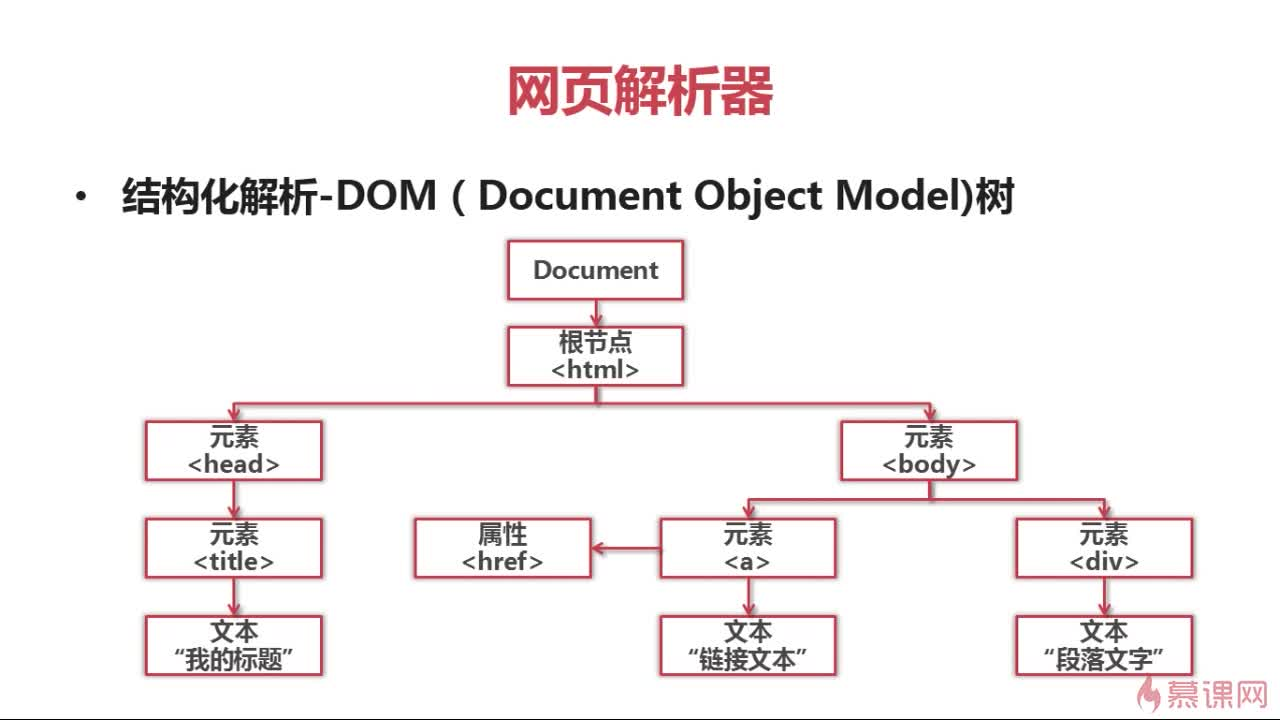 网页解析器
• 结构化解析-DOM（Document Object Model)树
Document
根节点
<html>
元素
<head>
元素
<body>
元素
<title>
属性
<href>
元素
<a>
元素
<div>
文本
“我的标题”
文本
“链接文本”
文本
“段落文字”
慕课网